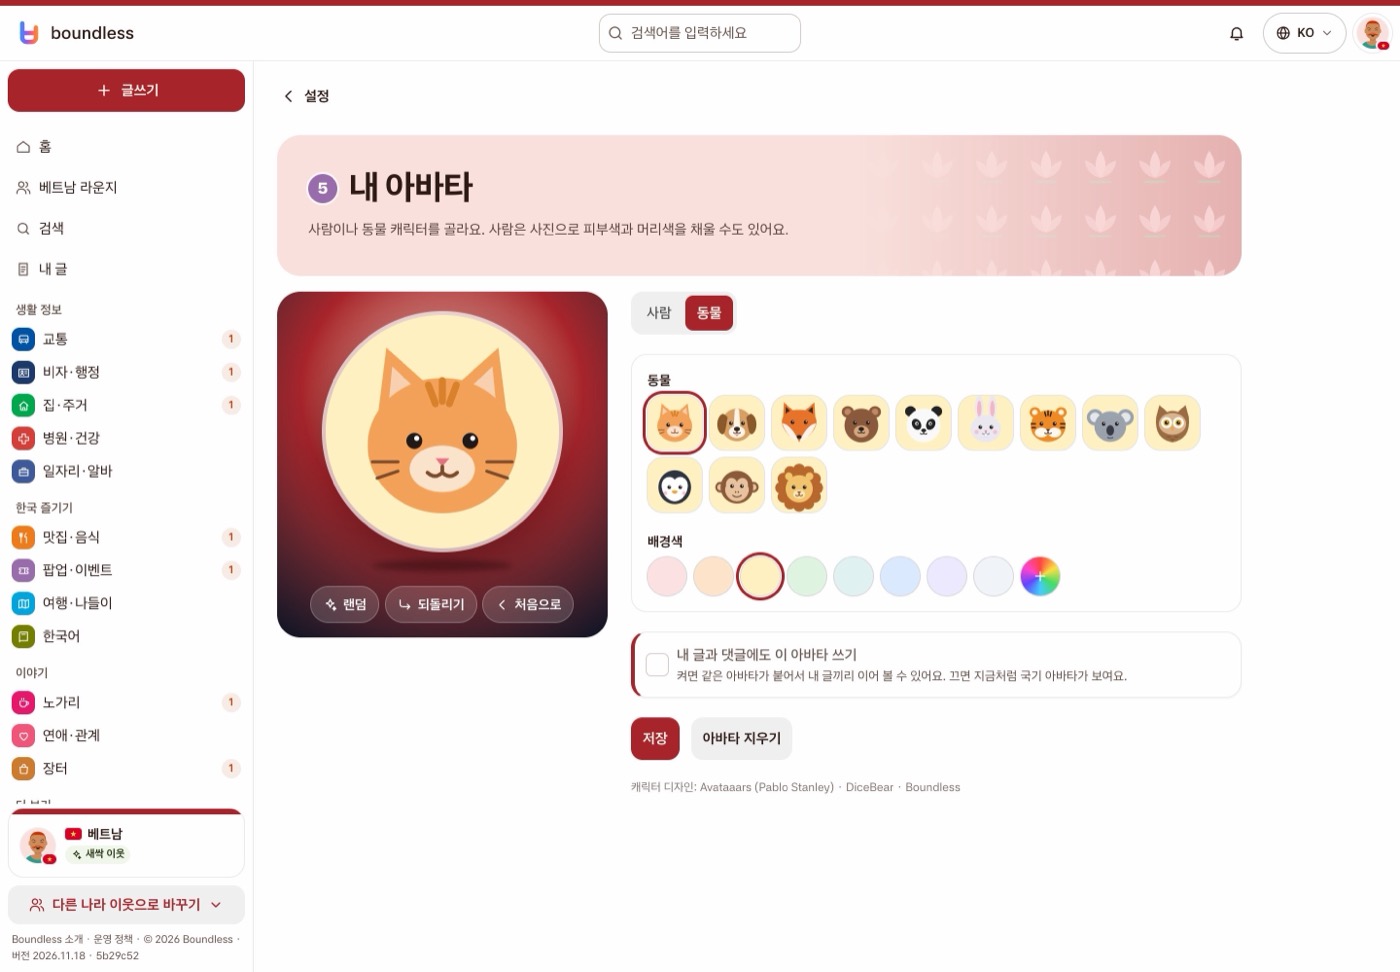 boundless
검색어를 입력하세요
KO
글쓰기
홈
베트남 라운지
검색
내 글
생활 정보
교통 1
비자·행정 1
집·주거 1
병원·건강
일자리·알바
한국 즐기기
맛집·음식 1
팝업·이벤트 1
여행·나들이
한국어
이야기
노가리 1
연애·관계
장터 1
베트남
새싹 이웃
다른 나라 이웃으로 바꾸기
Boundless 소개 · 운영 정책 · © 2026 Boundless ·
버전 2026.11.18 · 5b29c52
설정
5 내 아바타
사람이나 동물 캐릭터를 골라요. 사람은 사진으로 피부색과 머리색을 채울 수도 있어요.
랜덤
되돌리기
처음으로
사람
동물
동물
배경색
내 글과 댓글에도 이 아바타 쓰기
켜면 같은 아바타가 붙어서 내 글끼리 이어 볼 수 있어요. 끄면 지금처럼 국기 아바타가 보여요.
저장
아바타 지우기
캐릭터 디자인: Avataaars (Pablo Stanley) · DiceBear · Boundless